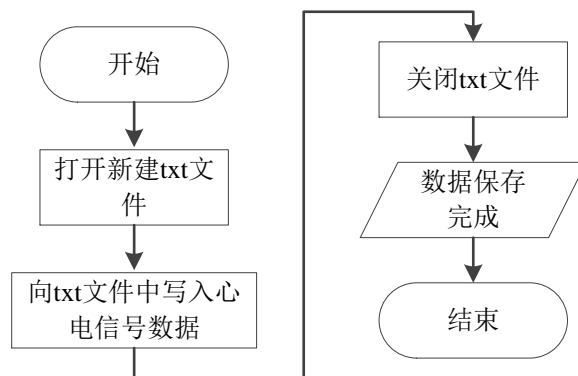 开始
打开新建txt文
件
向txt文件中写入心
电信号数据
关闭txt文件
数据保存
完成
结束